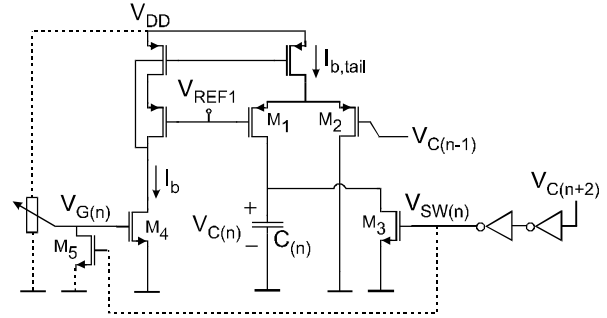 V_DD
I_b,tail
V_REF1
M_1
M_2
V_C(n-1)
V_G(n)
I_b
V_SW(n)
V_C(n+2)
M_5
M_4
V_C(n)
+
−
C_(n)
M_3